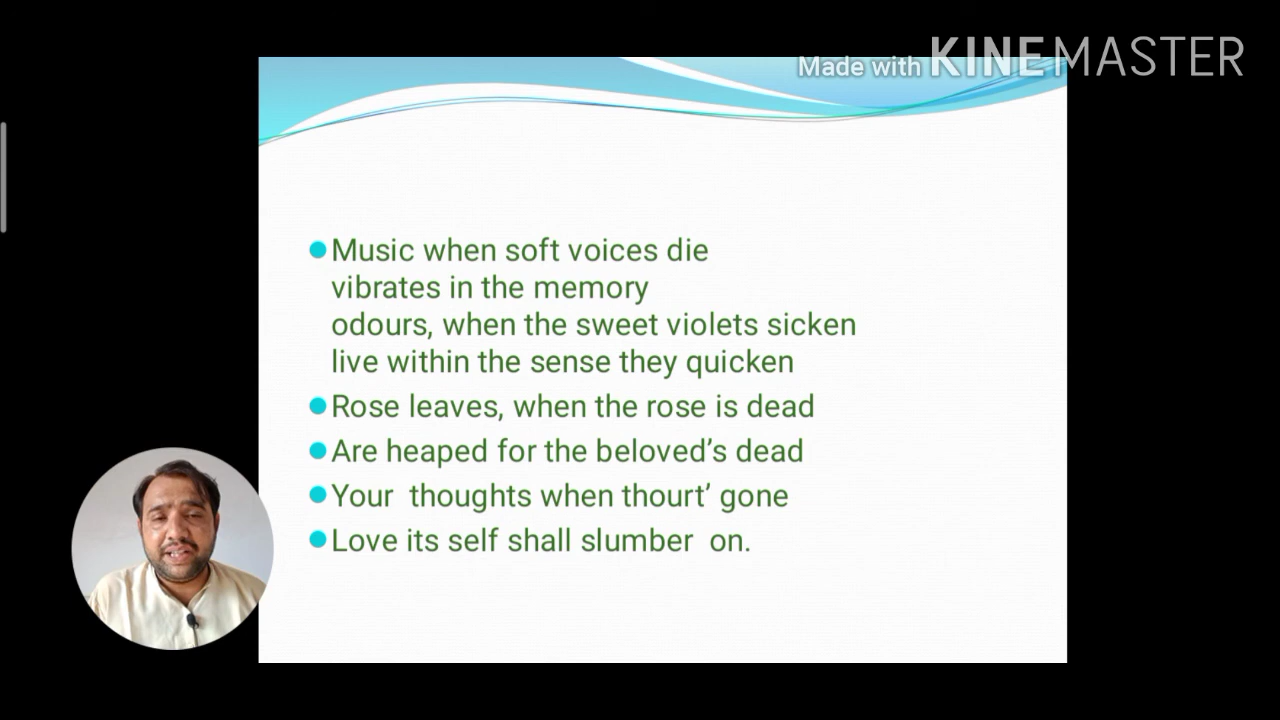 Made with KINEMASTER
Music when soft voices die
vibrates in the memory
odours, when the sweet violets sicken
live within the sense they quicken
Rose leaves, when the rose is dead
Are heaped for the beloved’s dead
Your  thoughts when thourt’ gone
Love its self shall slumber  on.